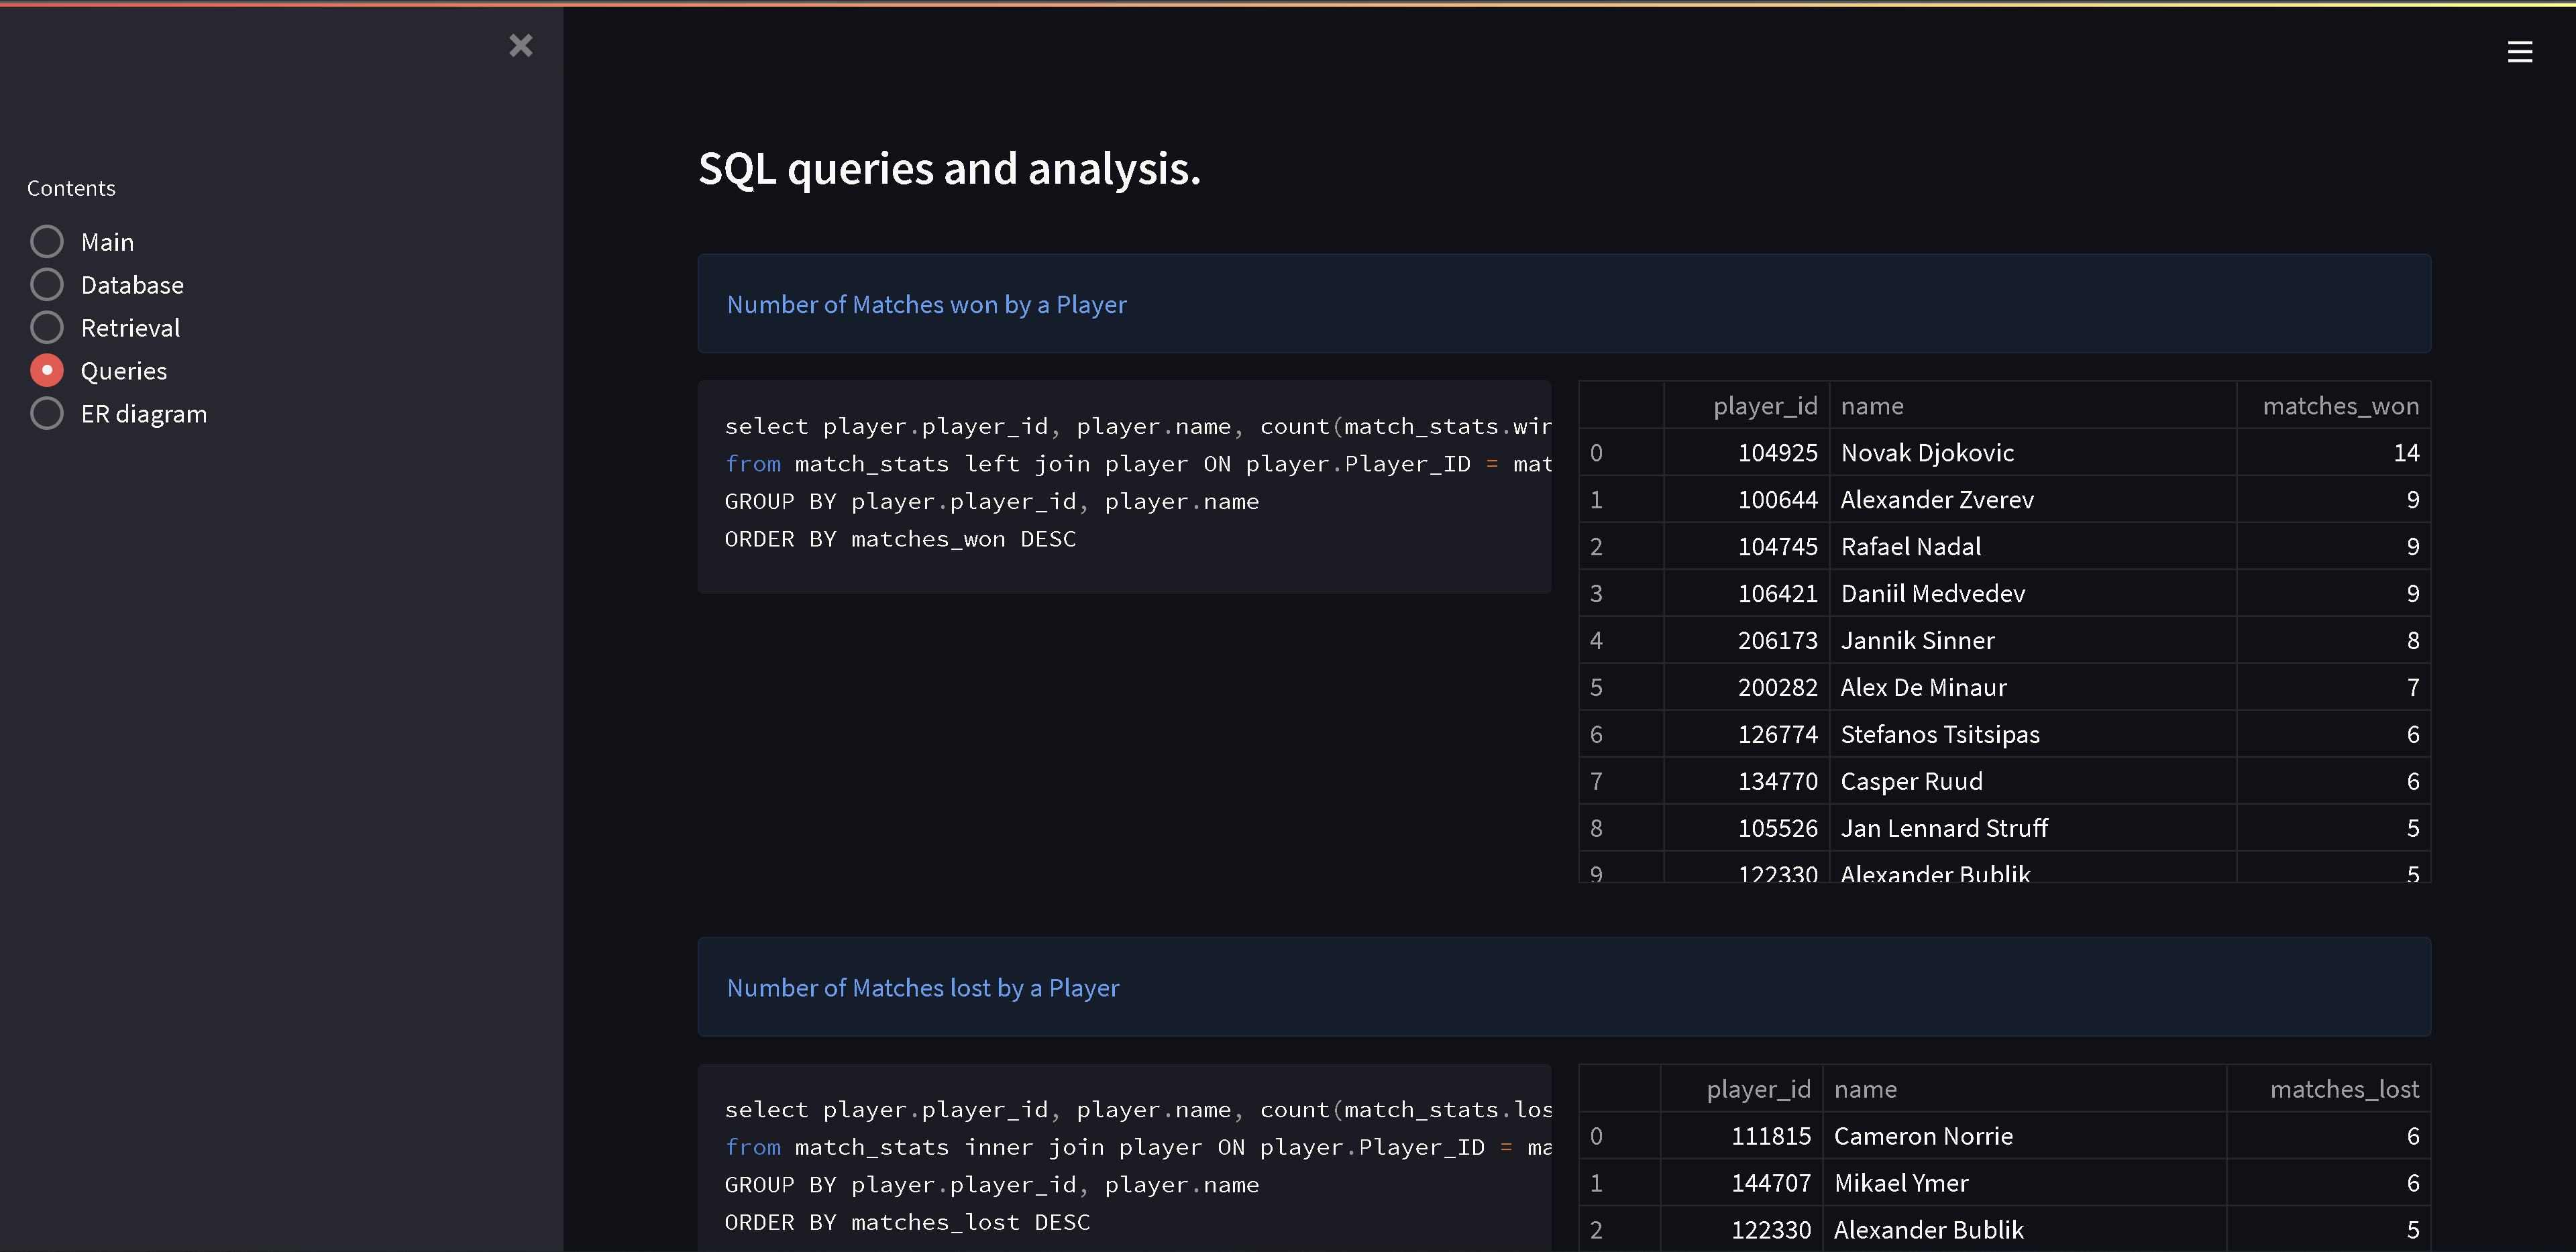 Contents
Main
Database
Retrieval
Queries
ER diagram
SQL queries and analysis.
Number of Matches won by a Player
select player.player_id, player.name, count(match_stats.wir
from match_stats left join player ON player.Player_ID = mat
GROUP BY player.player_id, player.name
ORDER BY matches_won DESC
player_id name matches_won
0 104925 Novak Djokovic 14
1 100644 Alexander Zverev 9
2 104745 Rafael Nadal 9
3 106421 Daniil Medvedev 9
4 206173 Jannik Sinner 8
5 200282 Alex De Minaur 7
6 126774 Stefanos Tsitsipas 6
7 134770 Casper Ruud 6
8 105526 Jan Lennard Struff 5
9 122330 Alexander Bublik 5
Number of Matches lost by a Player
select player.player_id, player.name, count(match_stats.los
from match_stats inner join player ON player.Player_ID = ma
GROUP BY player.player_id, player.name
ORDER BY matches_lost DESC
player_id name matches_lost
0 111815 Cameron Norrie 6
1 144707 Mikael Ymer 6
2 122330 Alexander Bublik 5